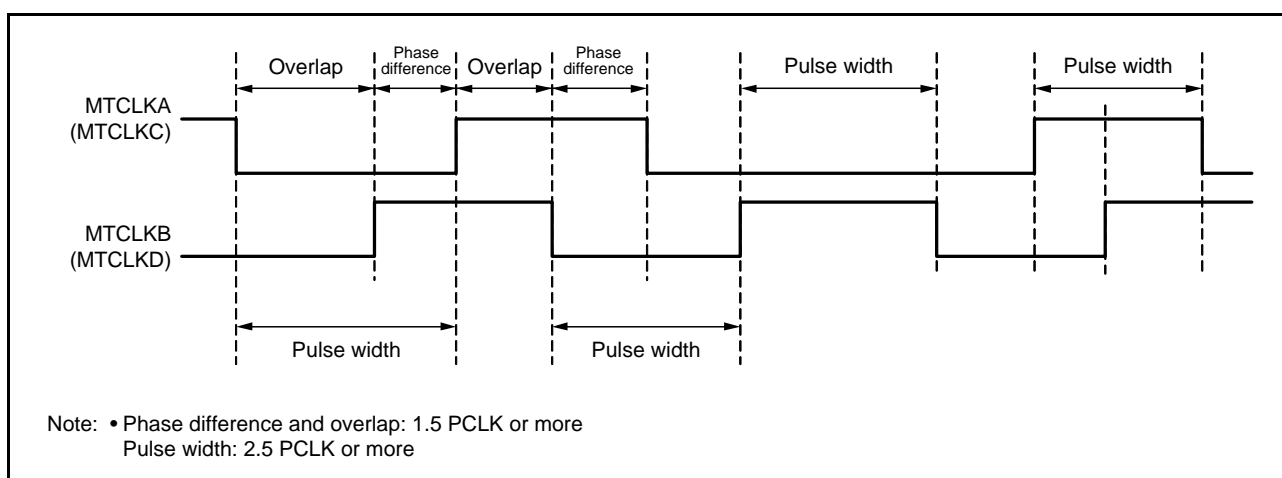 Overlap
Phase
difference
Overlap
Phase
difference
Pulse width
Pulse width
MTCLKA
(MTCLKC)
MTCLKB
(MTCLKD)
Pulse width
Pulse width
Note: • Phase difference and overlap: 1.5 PCLK or more
Pulse width: 2.5 PCLK or more